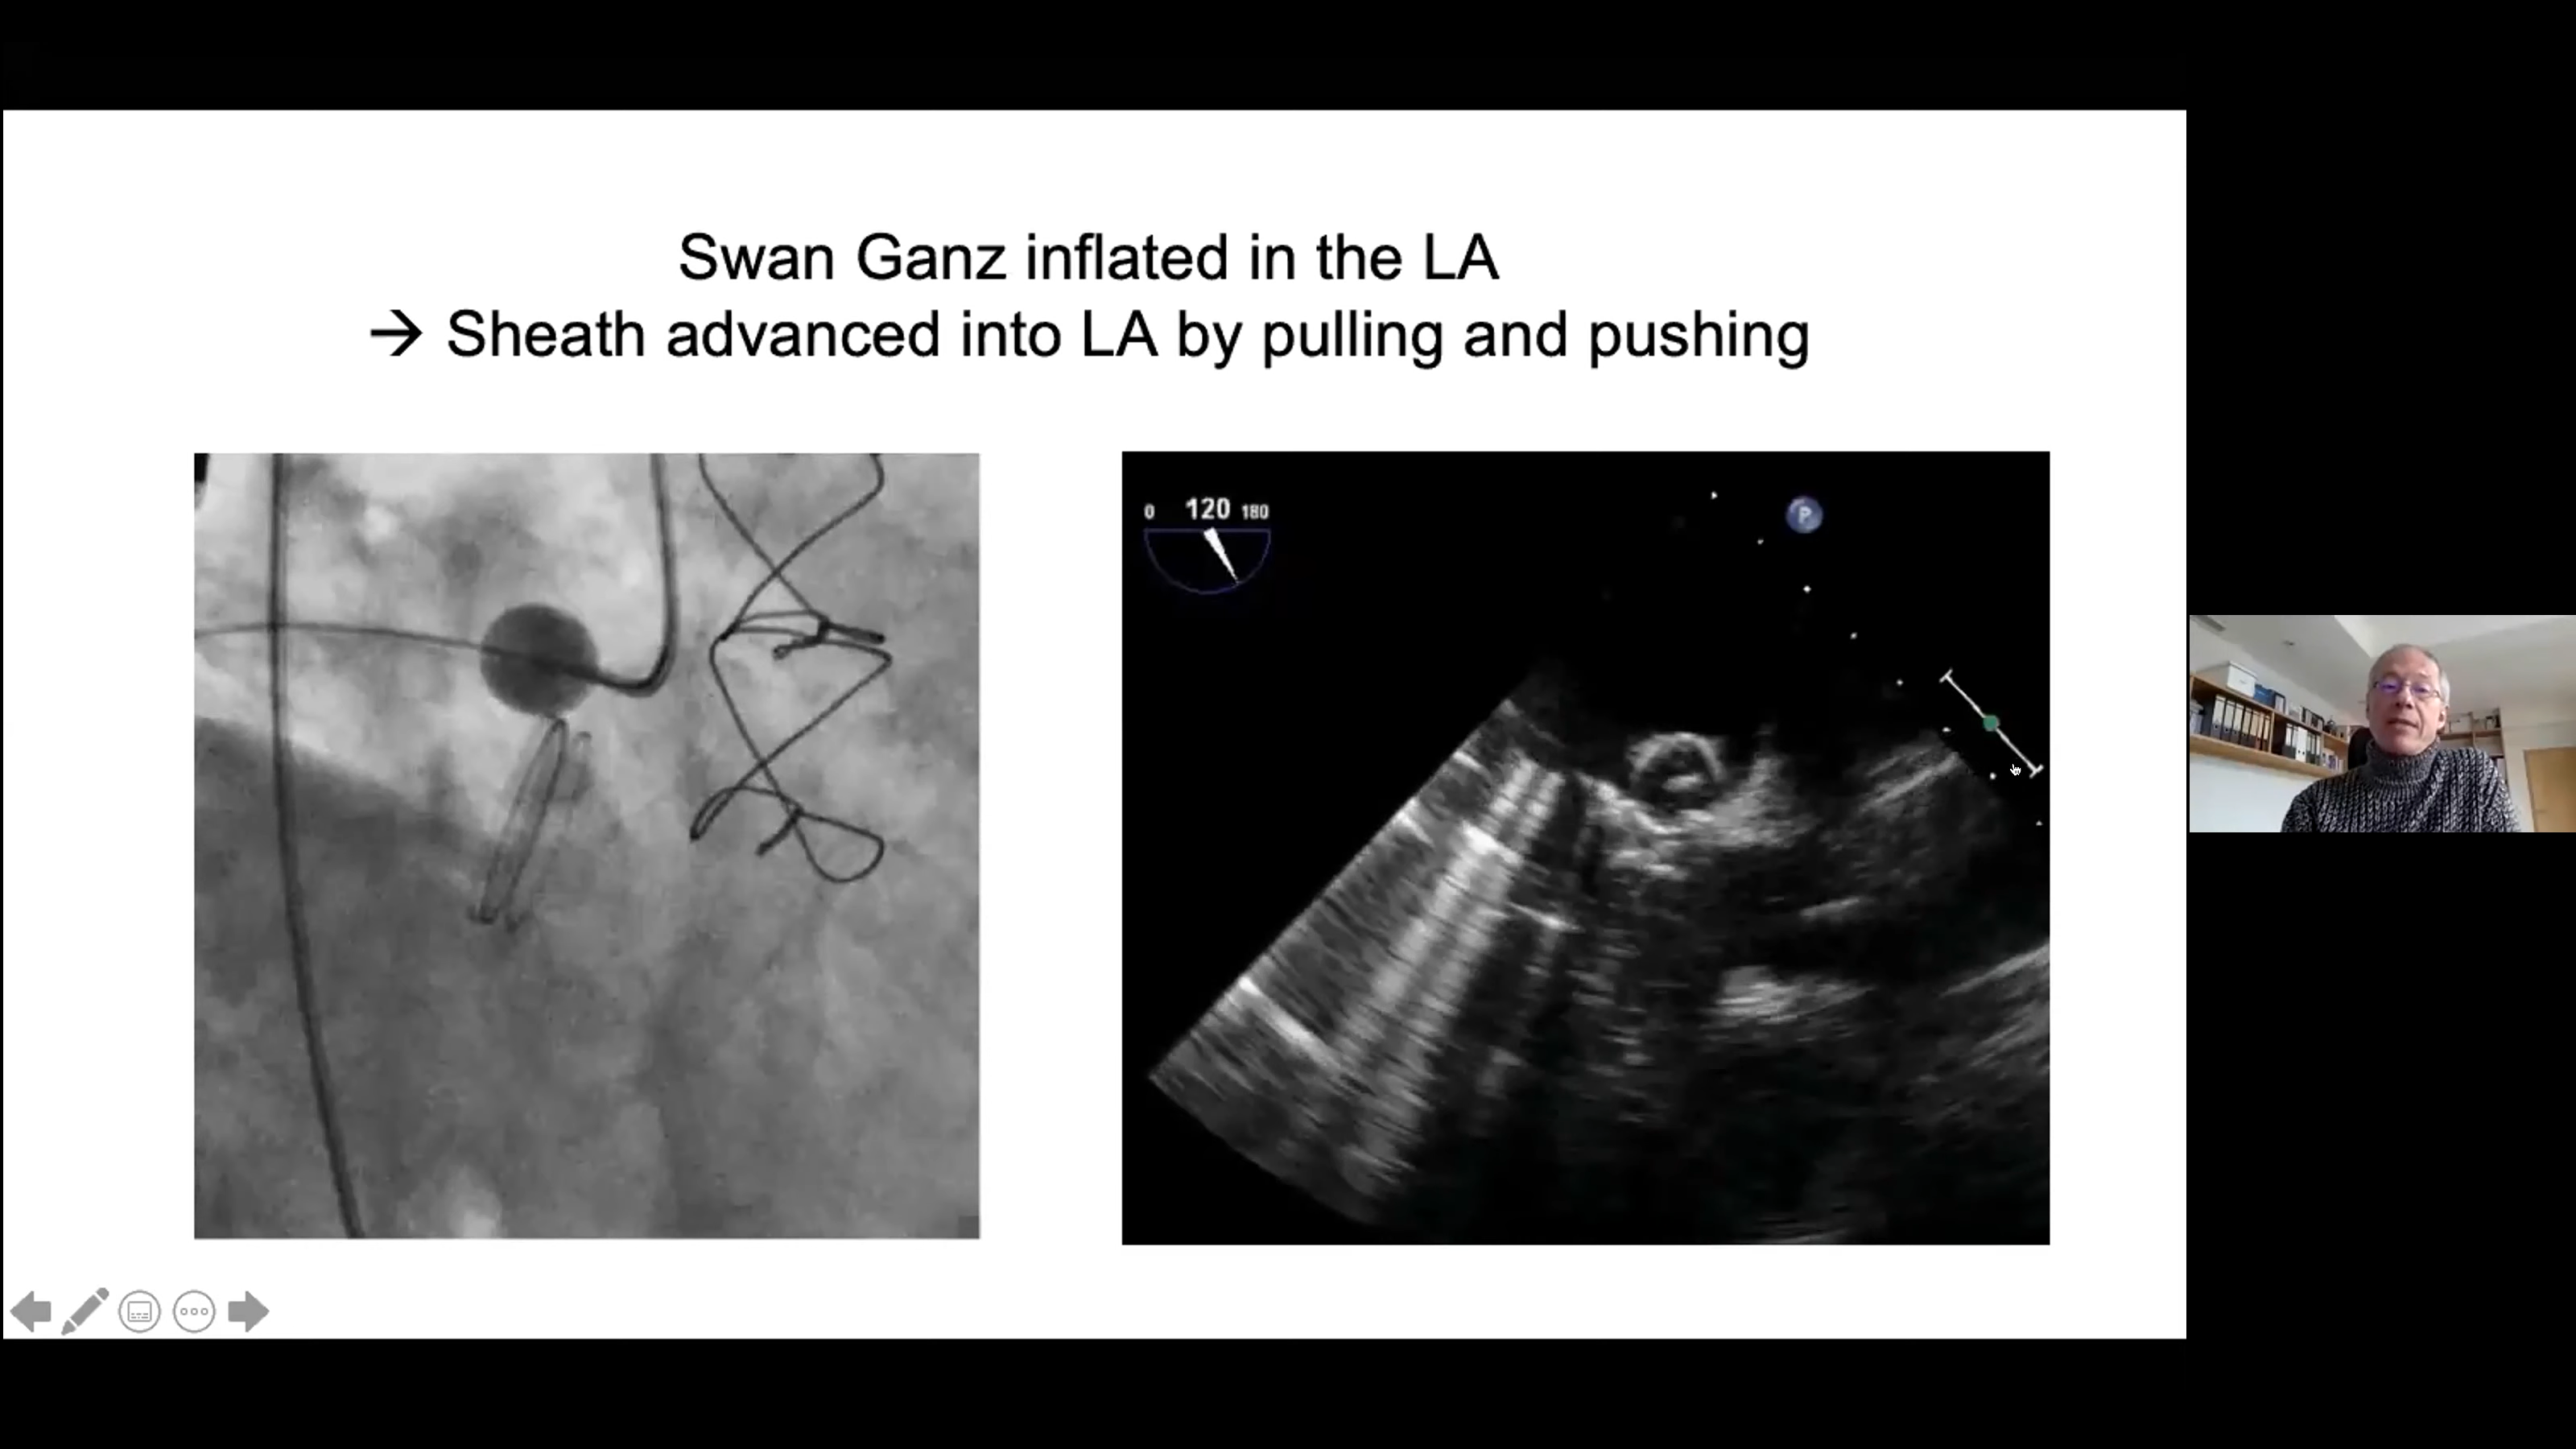 Swan Ganz inflated in the LA
→ Sheath advanced into LA by pulling and pushing
0 120 180
P